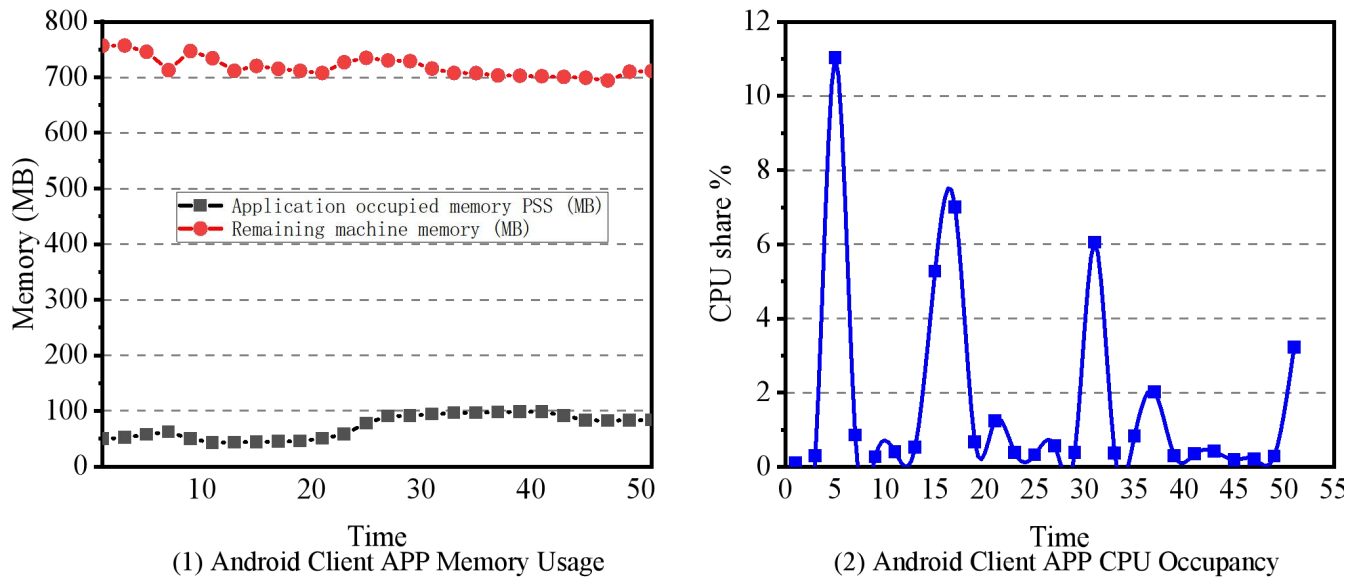 800
700
600
500
400
300
200
100
0
Memory (MB)
Application occupied memory PSS (MB)
Remaining machine memory (MB)
10 20 30 40 50
Time
(1) Android Client APP Memory Usage
12
10
8
6
4
2
0
CPU share %
0 5 10 15 20 25 30 35 40 45 50 55
Time
(2) Android Client APP CPU Occupancy